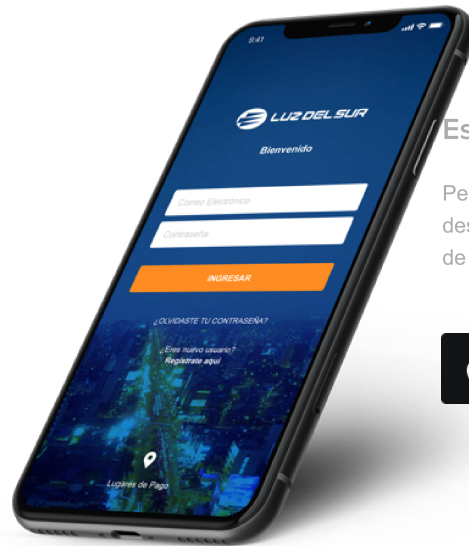 9:41
LUZ DEL SUR
Bienvenido
Correo Electrónico
Contraseña
INGRESAR
¿OLVIDASTE TU CONTRASEÑA?
¿Eres nuevo usuario?
Regístrate aquí
Lugares de Pago
Es
Pe
des
de